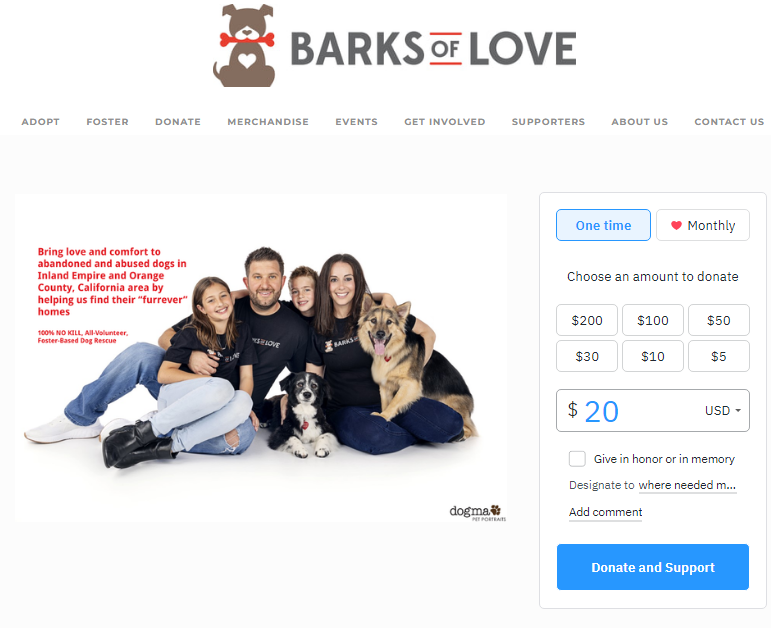 BARKS OF LOVE
ADOPT FOSTER DONATE MERCHANDISE EVENTS GET INVOLVED SUPPORTERS ABOUT US CONTACT US
Bring love and comfort to
abandoned and abused dogs in
Inland Empire and Orange
County, California area by
helping us find their “furrever”
homes
100% NO KILL, All-Volunteer,
Foster-Based Dog Rescue
BARKS OF LOVE
dogma
PET PORTRAITS
One time Monthly
Choose an amount to donate
$200 $100 $50
$30 $10 $5
$ 20 USD
Give in honor or in memory
Designate to where needed m...
Add comment
Donate and Support